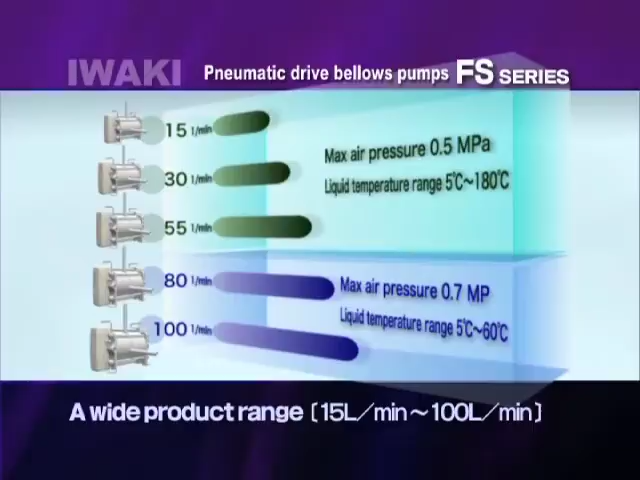 IWAKI Pneumatic drive bellows pumps FS SERIES
15 l/min
30 l/min
55 l/min
Max air pressure 0.5 MPa
Liquid temperature range 5℃~180℃
80 l/min
100 l/min
Max air pressure 0.7 MP
Liquid temperature range 5℃~60℃
A wide product range [15L/min~100L/min]